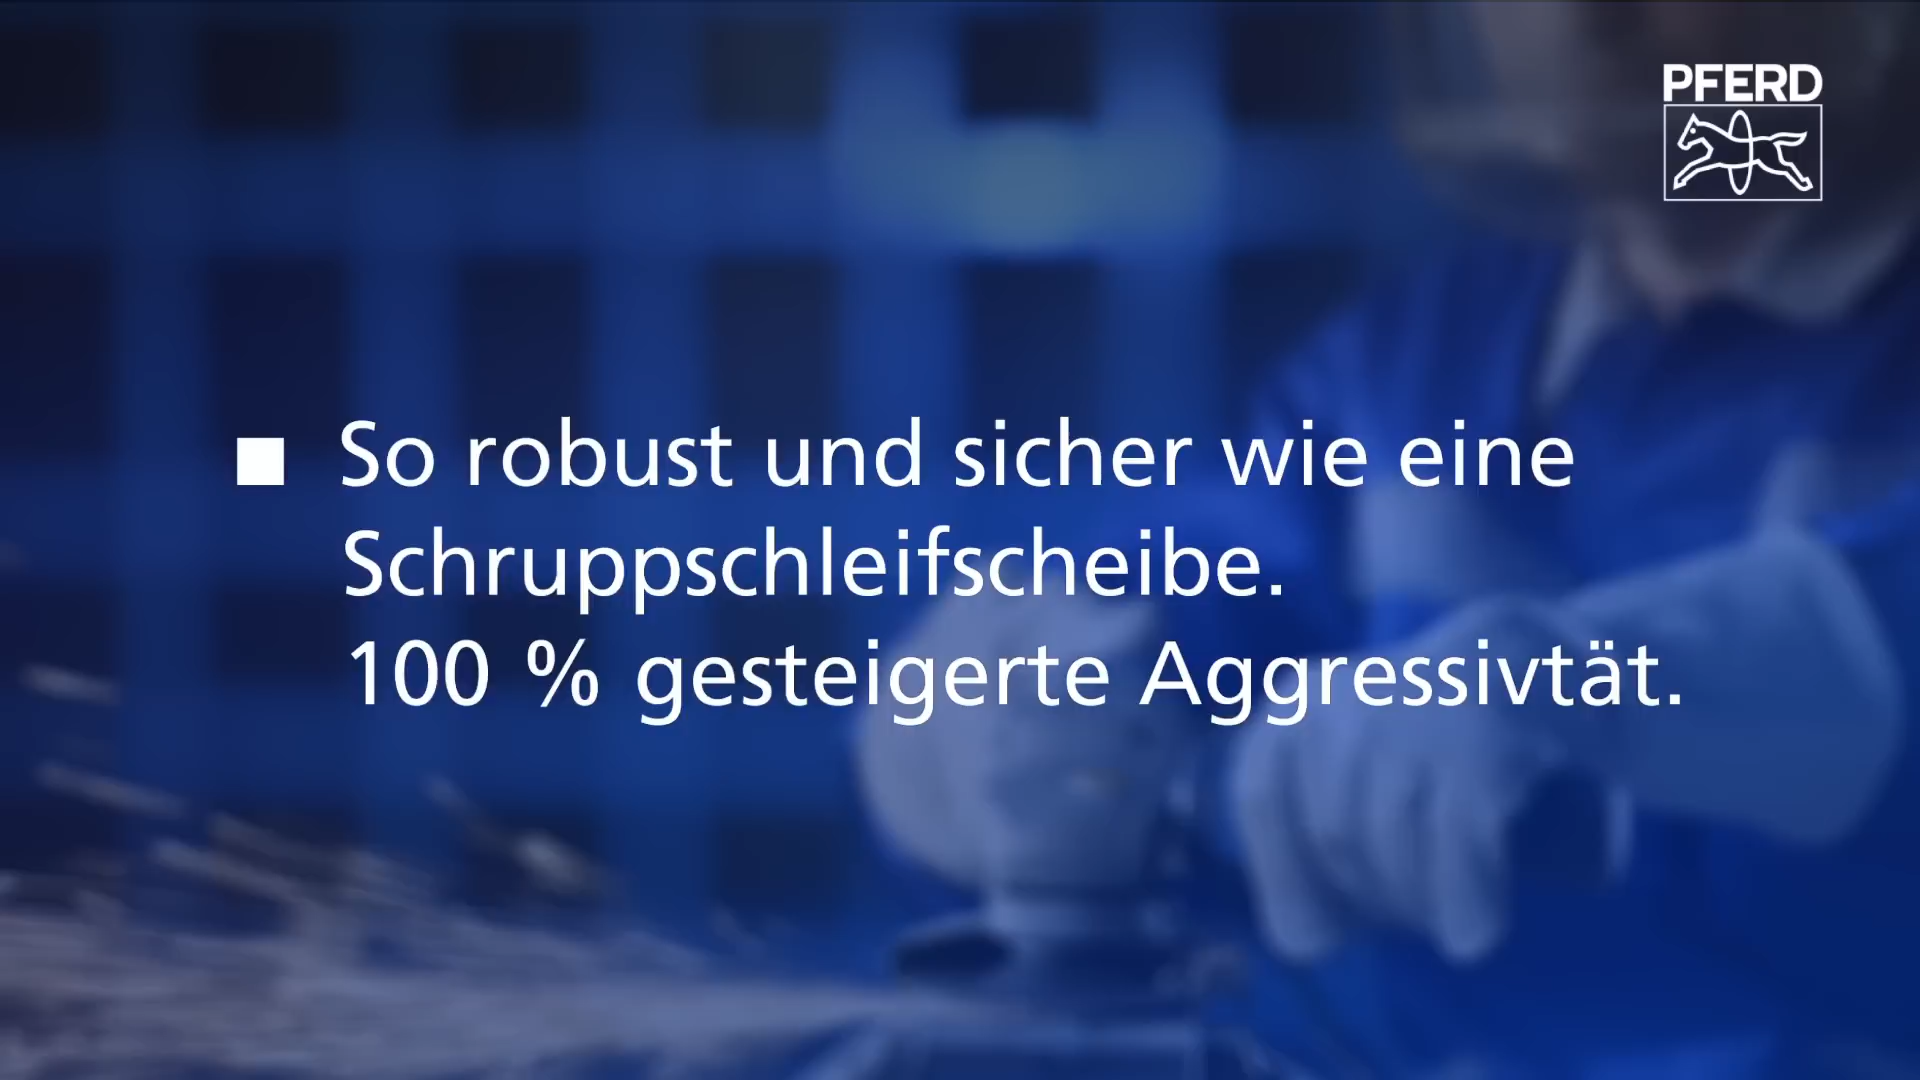 PFERD
■ So robust und sicher wie eine
Schruppschleifscheibe.
100 % gesteigerte Aggressivtät.